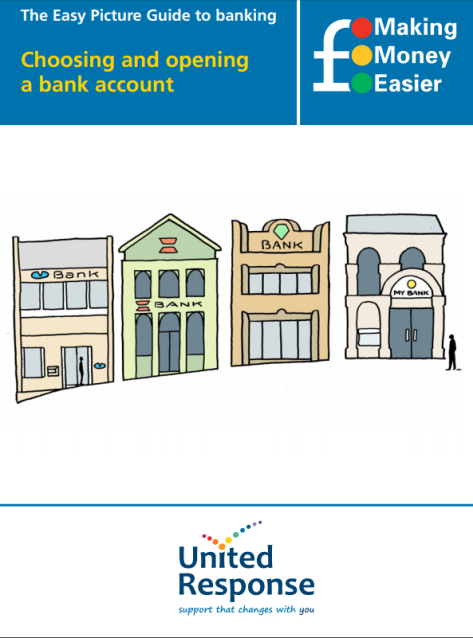 The Easy Picture Guide to banking
Choosing and opening
a bank account
£
Making
Money
Easier
Bank
BANK
BANK
MY BANK
United
Response
support that changes with you